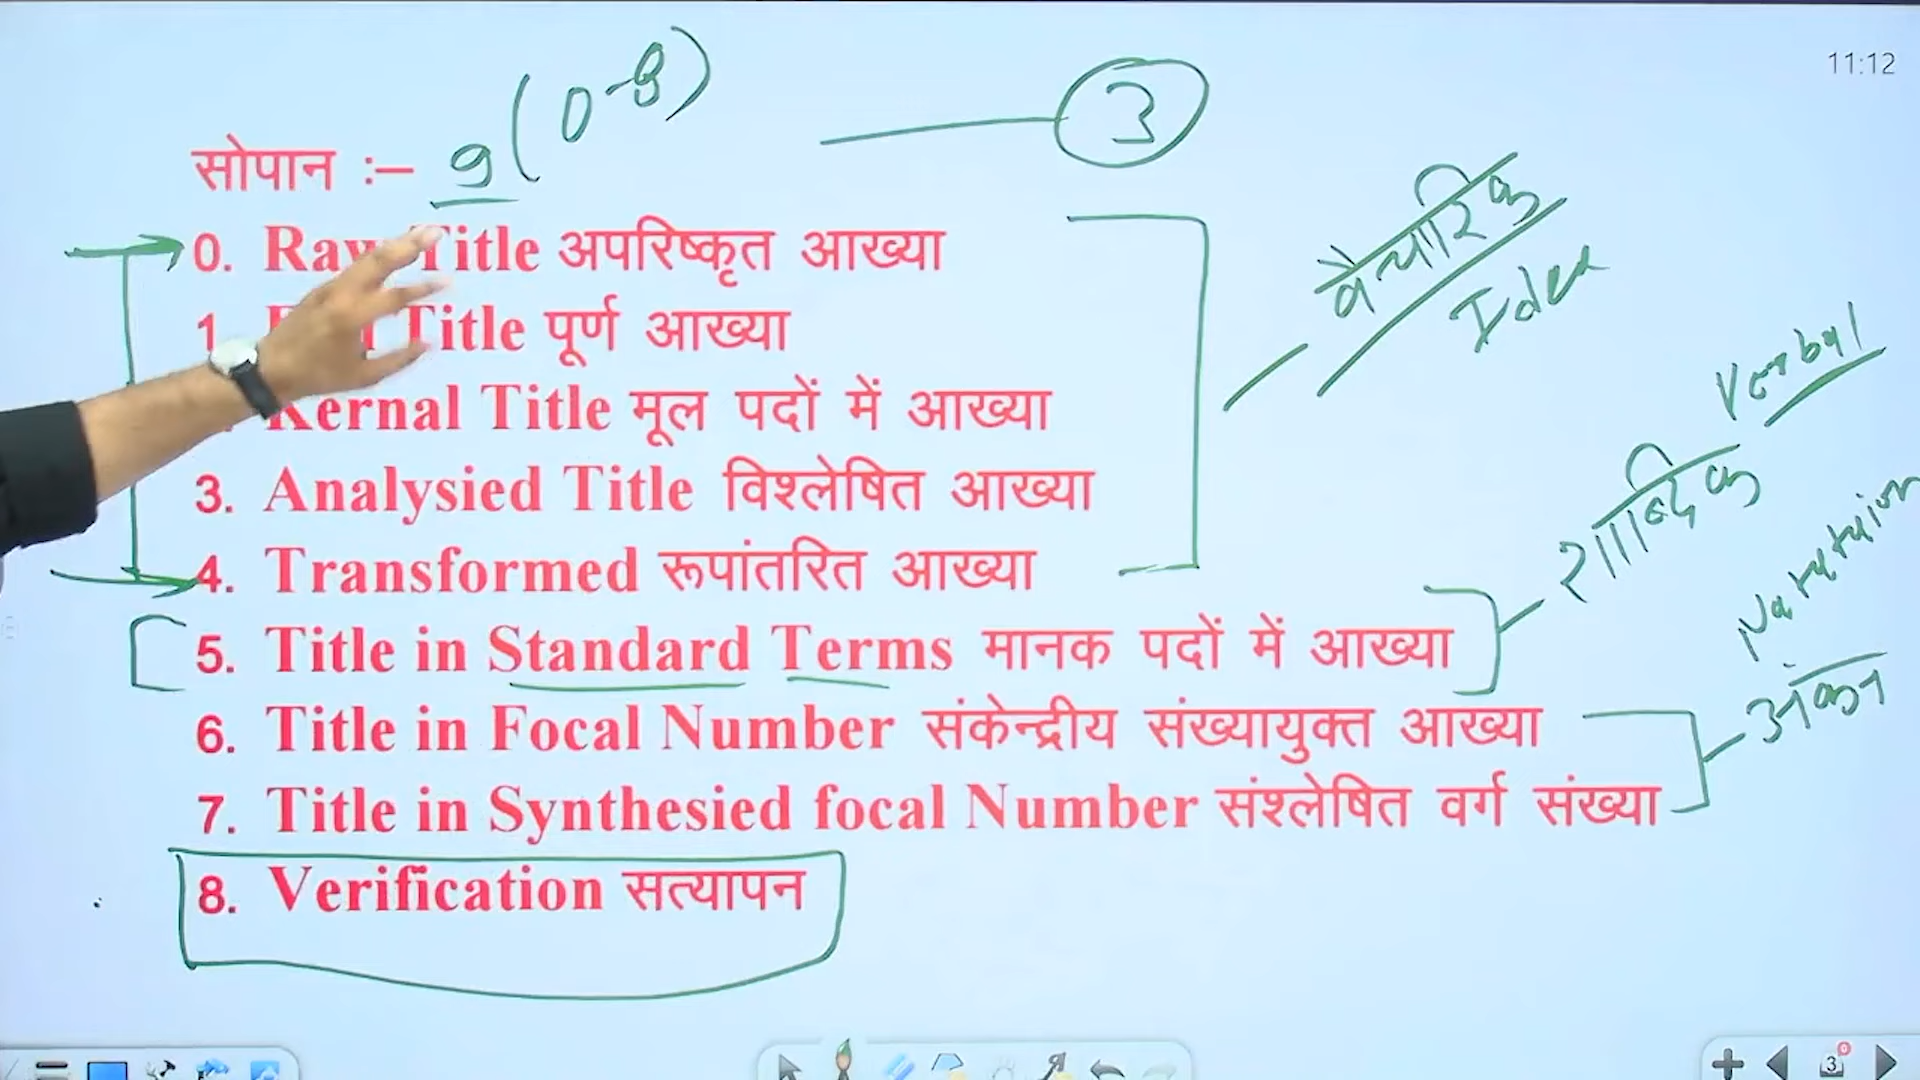 11:12
सोपान :– 9 (0-8) 3
0. Raw Title अपरिष्कृत आख्या
1 Title पूर्ण आख्या
Kernal Title मूल पदों में आख्या
3. Analysied Title विश्लेषित आख्या
4. Transformed रूपांतरित आख्या
5. Title in Standard Terms मानक पदों में आख्या
6. Title in Focal Number संकेन्द्रीय संख्यायुक्त आख्या
7. Title in Synthesied focal Number संश्लेषित वर्ग संख्या
8. Verification सत्यापन
वैचारिक
Idea
Verbal
शाब्दिक
अंकन
3